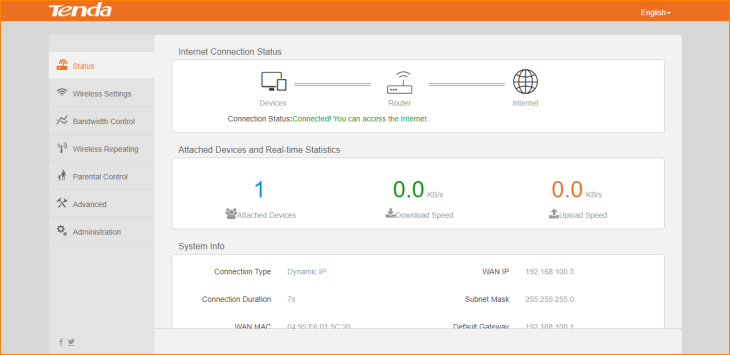 Tenda
English
Status
Wireless Settings
Bandwidth Control
Wireless Repeating
Parental Control
Advanced
Administration
Internet Connection Status
Devices
Router
Internet
Connection Status:Connected! You can access the Internet..
Attached Devices and Real-time Statistics
1
0.0 KB/s
0.0 KB/s
Attached Devices
Download Speed
Upload Speed
System Info
Connection Type Dynamic IP WAN IP 192.168.100.3
Connection Duration 7s Subnet Mask 255.255.255.0
WAN MAC 04:95:E6:01:5C:20 Default Gateway 192.168.100.1